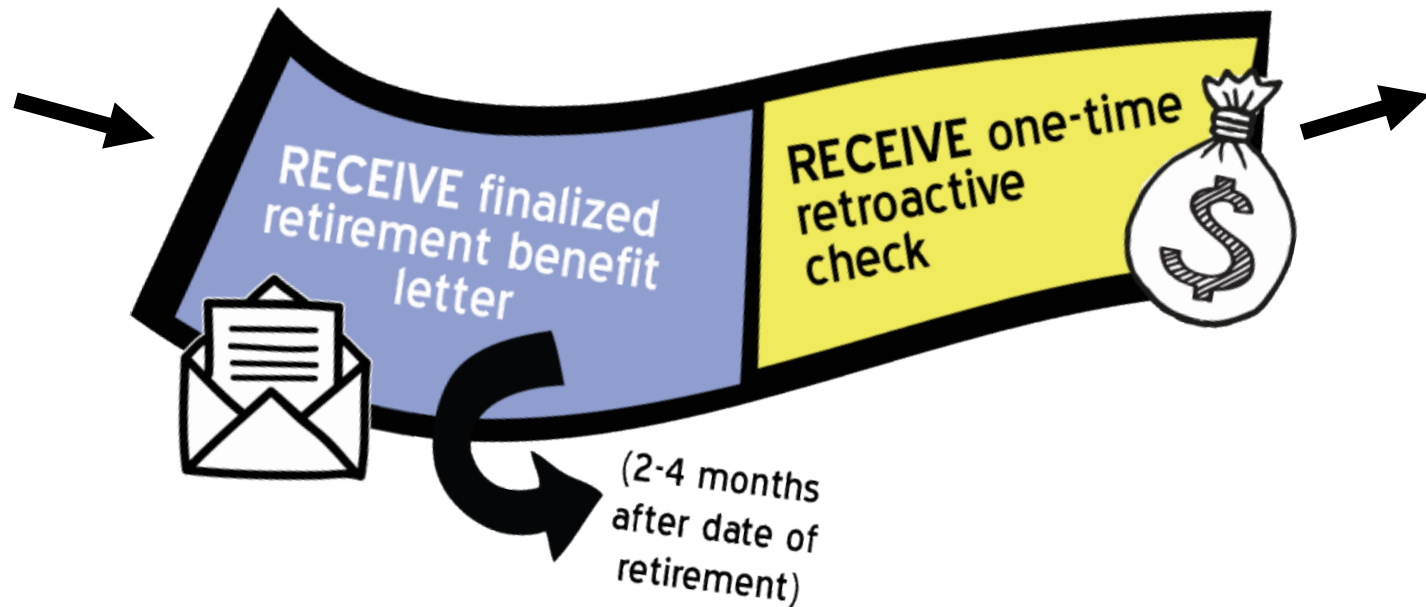 RECEIVE finalized
retirement benefit
letter
RECEIVE one-time
retroactive
check
$
(2-4 months
after date of
retirement)